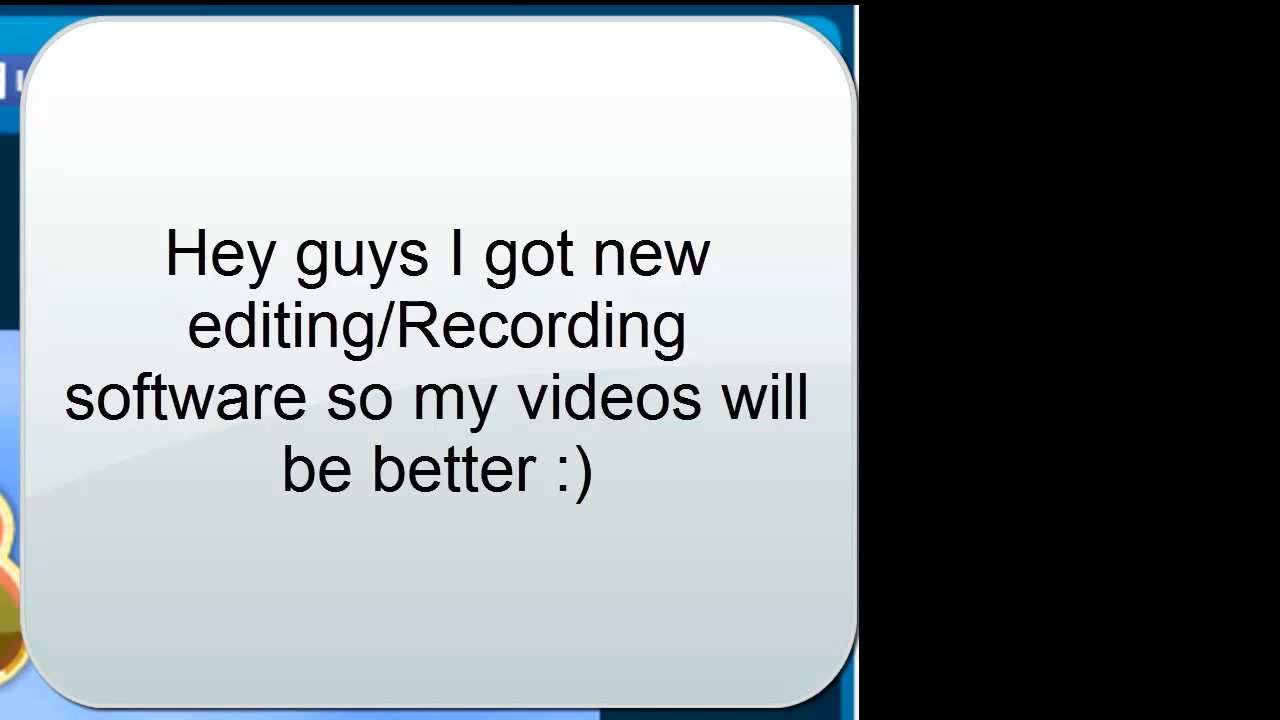 Hey guys I got new
editing/Recording
software so my videos will
be better :)